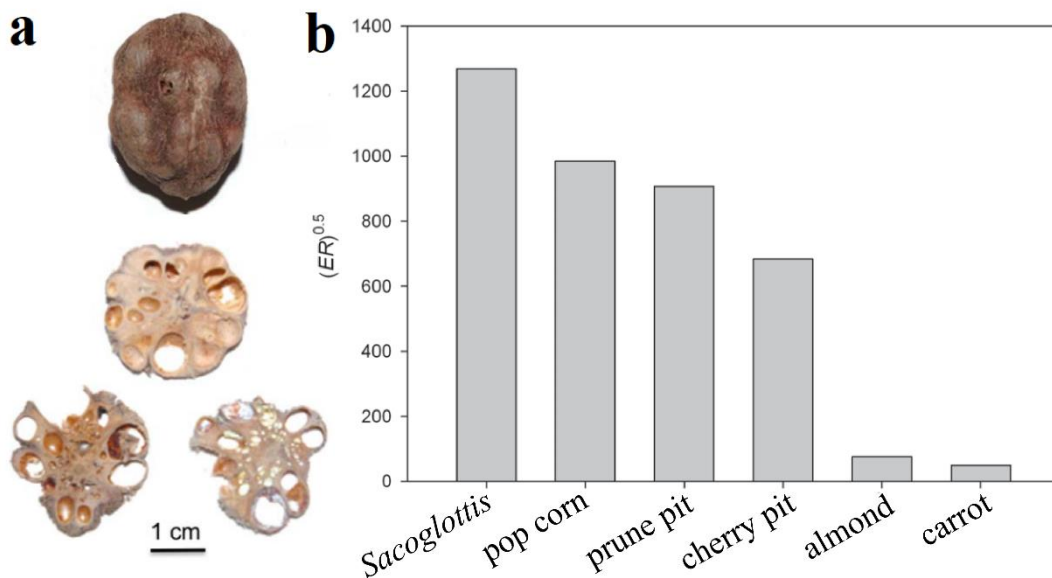 a
1 cm
b
(ER)0.5
1400
1200
1000
800
600
400
200
0
Sacoglottis
pop corn
prune pit
cherry pit
almond
carrot